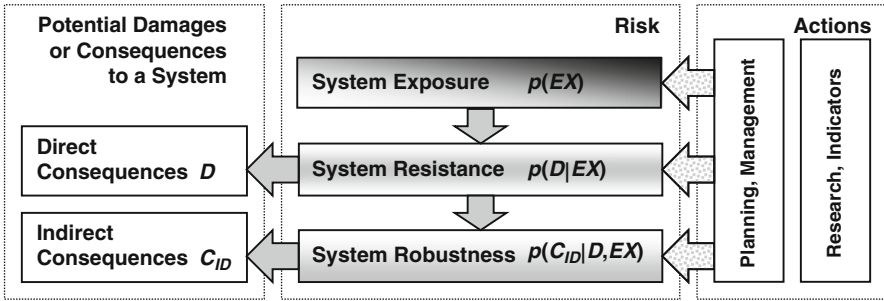 Potential Damages
or Consequences
to a System
Risk
Actions
System Exposure p(EX)
Direct
Consequences D
System Resistance p(D|EX)
Indirect
Consequences C_ID
System Robustness p(C_ID|D,EX)
Planning, Management
Research, Indicators